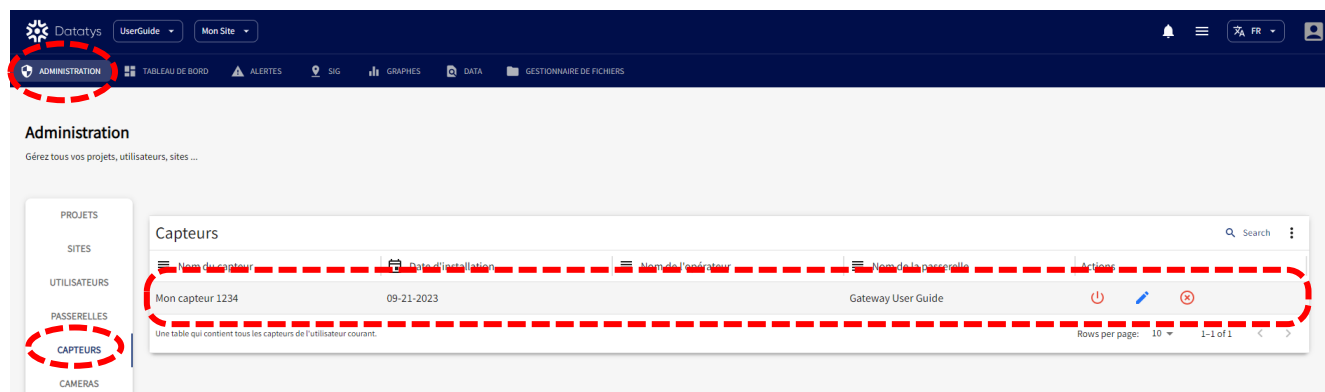 Datatys UserGuide Mon Site FR
ADMINISTRATION TABLEAU DE BORD ALERTES SIG GRAPHES DATA GESTIONNAIRE DE FICHIERS
Administration
Gérez tous vos projets, utilisateurs, sites ...
PROJETS
SITES
UTILISATEURS
PASSERELLES
CAPTEURS
CAMERAS
Capteurs Search
Nom du capteur Date d'installation Nom de l'opérateur Nom de la passerelle Actions
Mon capteur 1234 09-21-2023 Gateway User Guide
Une table qui contient tous les capteurs de l'utilisateur courant. Rows per page: 10 1–1 of 1